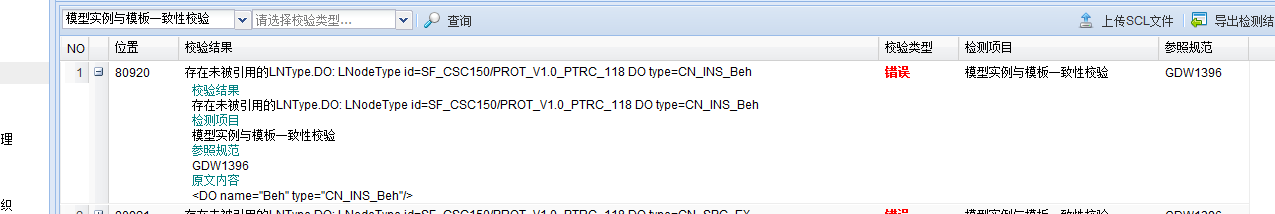 模型实例与模板一致性校验 请选择校验类型... 查询 上传SCL文件 导出检测结
NO 位置 校验结果 校验类型 检测项目 参照规范
1 80920 存在未被引用的LNType.DO: LNodeType id=SF_CSC150/PROT_V1.0_PTRC_118 DO type=CN_INS_Beh 错误 模型实例与模板一致性校验 GDW1396
校验结果
存在未被引用的LNType.DO: LNodeType id=SF_CSC150/PROT_V1.0_PTRC_118 DO type=CN_INS_Beh
检测项目
理
模型实例与模板一致性校验
参照规范
GDW1396
原文内容
<DO name="Beh" type="CN_INS_Beh"/>
织